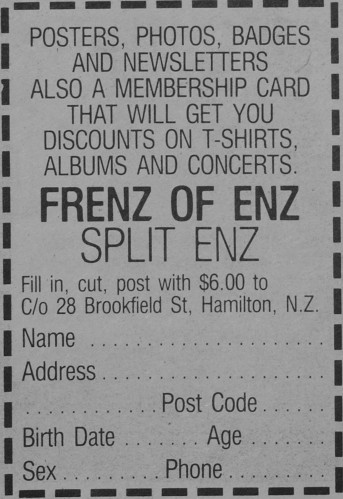 POSTERS, PHOTOS, BADGES
AND NEWSLETTERS
ALSO A MEMBERSHIP CARD
THAT WILL GET YOU
DISCOUNTS ON T-SHIRTS,
ALBUMS AND CONCERTS.
FRENZ OF ENZ
SPLIT ENZ
Fill in, cut, post with $6.00 to
C/o 28 Brookfield St, Hamilton, N.Z.
Name . . . . . . . . . . . . . . . . . . . . .
Address . . . . . . . . . . . . . . . . . . . .
. . . . . . . . . . . . Post Code . . . . . .
Birth Date . . . . . . . Age . . . . . . .
Sex . . . . . . . . . Phone . . . . . . . . .